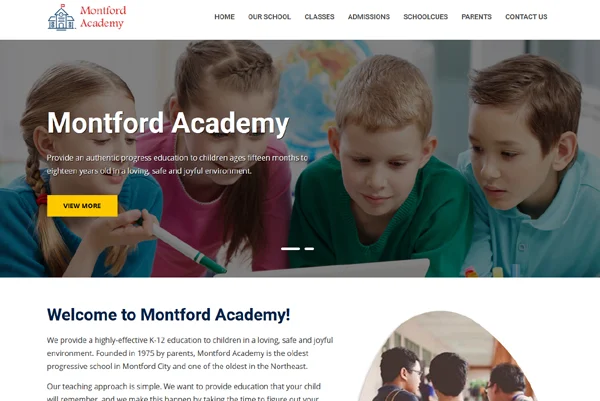 Montford
Academy
HOME OUR SCHOOL CLASSES ADMISSIONS SCHOOLCUES PARENTS CONTACT US
Montford Academy
Provide an authentic progress education to children ages fifteen months to
eighteen years old in a loving, safe and joyful environment.
VIEW MORE
Welcome to Montford Academy!
We provide a highly-effective K-12 education to children in a loving, safe and joyful
environment. Founded in 1975 by parents, Montford Academy is the oldest
progressive school in Montford City and one of the oldest in the Northeast.
Our teaching approach is simple. We want to provide education that your child
will remember, and we make this happen by taking the time to figure out your